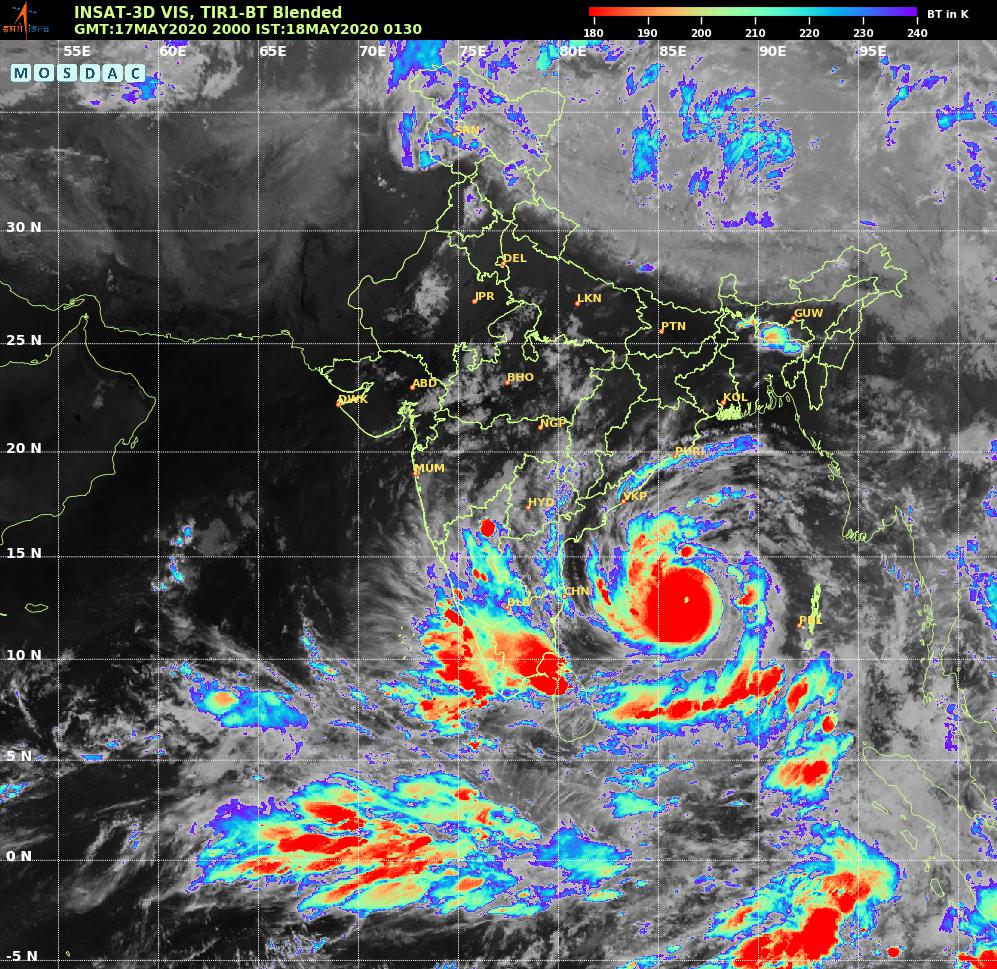 INSAT-3D VIS, TIR1-BT Blended
GMT:17MAY2020 2000 IST:18MAY2020 0130
BT in K
180 190 200 205 210 220 230 240
55E 60E 65E 70E 75E 80E 85E 90E 95E
MOSDAC
SRN
30 N
DEL
JPR
LKN
GUW
PTN
25 N
BHO
ABD
DWK
KOL
NGP
20 N
PURI
MUM
VKP
HYD
15 N
CHN
BLR
PBL
10 N
5 N
0 N
-5 N